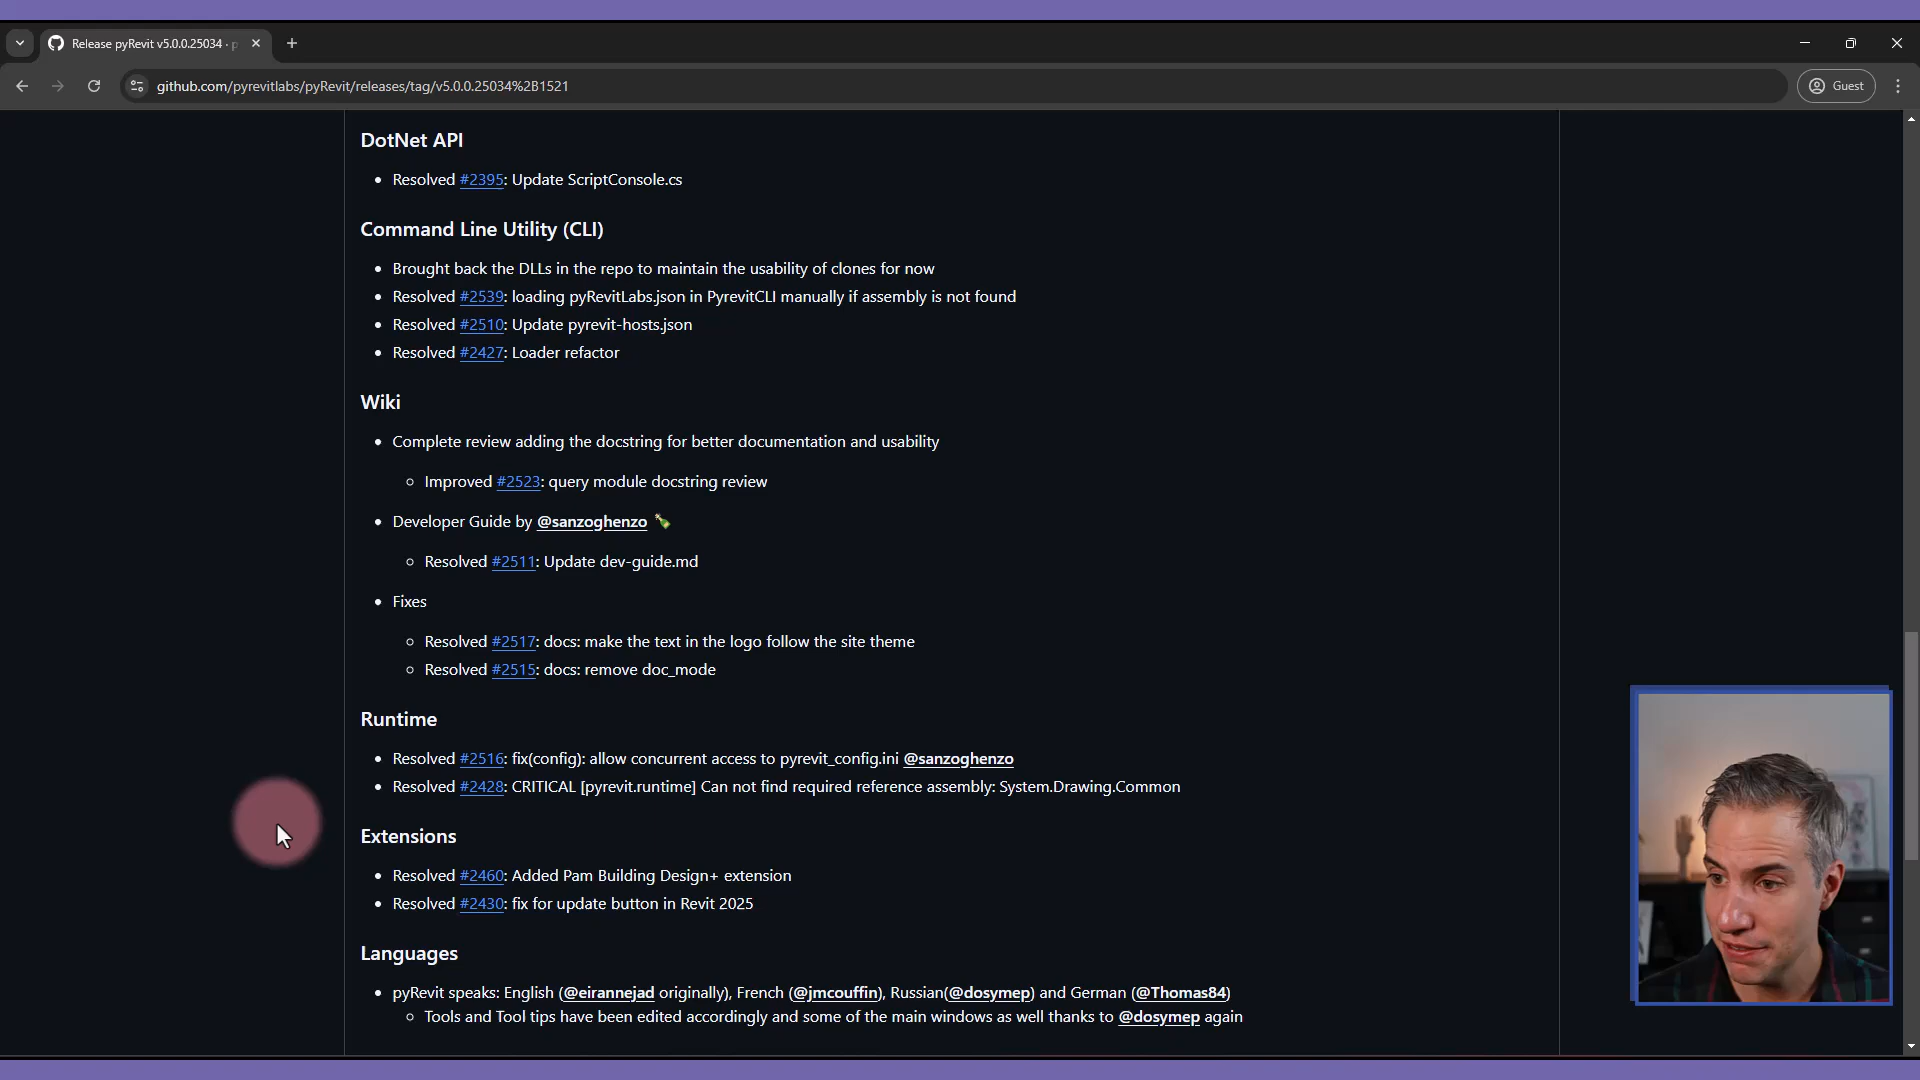 Release pyRevit v5.0.0.25034 · p
github.com/pyrevitlabs/pyRevit/releases/tag/v5.0.0.25034%2B1521
Guest
DotNet API
Resolved #2395: Update ScriptConsole.cs
Command Line Utility (CLI)
Brought back the DLLs in the repo to maintain the usability of clones for now
Resolved #2539: loading pyRevitLabs.json in PyrevitCLI manually if assembly is not found
Resolved #2510: Update pyrevit-hosts.json
Resolved #2427: Loader refactor
Wiki
Complete review adding the docstring for better documentation and usability
Improved #2523: query module docstring review
Developer Guide by @sanzoghenzo 🍾
Resolved #2511: Update dev-guide.md
Fixes
Resolved #2517: docs: make the text in the logo follow the site theme
Resolved #2515: docs: remove doc_mode
Runtime
Resolved #2516: fix(config): allow concurrent access to pyrevit_config.ini @sanzoghenzo
Resolved #2428: CRITICAL [pyrevit.runtime] Can not find required reference assembly: System.Drawing.Common
Extensions
Resolved #2460: Added Pam Building Design+ extension
Resolved #2430: fix for update button in Revit 2025
Languages
pyRevit speaks: English (@eirannejad originally), French (@jmcouffin), Russian(@dosymep) and German (@Thomas84)
Tools and Tool tips have been edited accordingly and some of the main windows as well thanks to @dosymep again